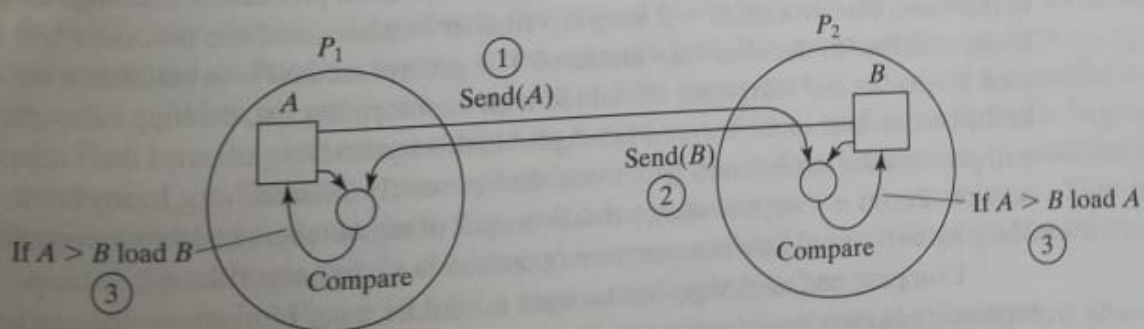 P₁
P₂
①
A
B
Send(A)
Send(B)
②
If A > B load B
③
Compare
Compare
If A > B load A
③